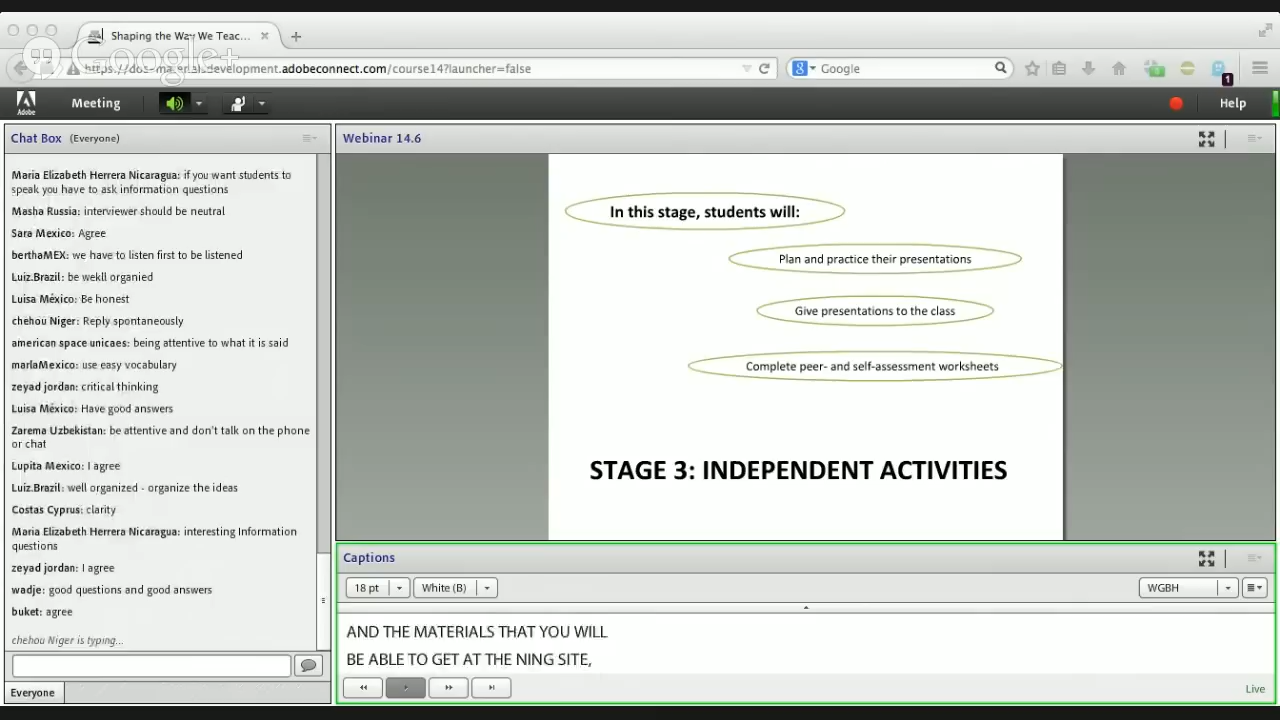 Shaping the Way We Teac...
Google+
adobeconnect.com/course14?launcher=false
Google
1
Adobe
Meeting
Help
Chat Box (Everyone)
Maria Elizabeth Herrera Nicaragua: if you want students to
speak you have to ask information questions
Masha Russia: interviewer should be neutral
Sara Mexico: Agree
berthaMEX: we have to listen first to be listened
Luiz.Brazil: be wekll organied
Luisa México: Be honest
chehou Niger: Reply spontaneously
american space unicaes: being attentive to what it is said
marlaMexico: use easy vocabulary
zeyad jordan: critical thinking
Luisa México: Have good answers
Zarema Uzbekistan: be attentive and don't talk on the phone
or chat
Lupita Mexico: I agree
Luiz.Brazil: well organized - organize the ideas
Costas Cyprus: clarity
Maria Elizabeth Herrera Nicaragua: interesting Information
questions
zeyad jordan: I agree
wadje: good questions and good answers
buket: agree
chehou Niger is typing...
Everyone
Webinar 14.6
In this stage, students will:
Plan and practice their presentations
Give presentations to the class
Complete peer- and self-assessment worksheets
STAGE 3: INDEPENDENT ACTIVITIES
Captions
18 pt
White (B)
WGBH
AND THE MATERIALS THAT YOU WILL
BE ABLE TO GET AT THE NING SITE,
Live